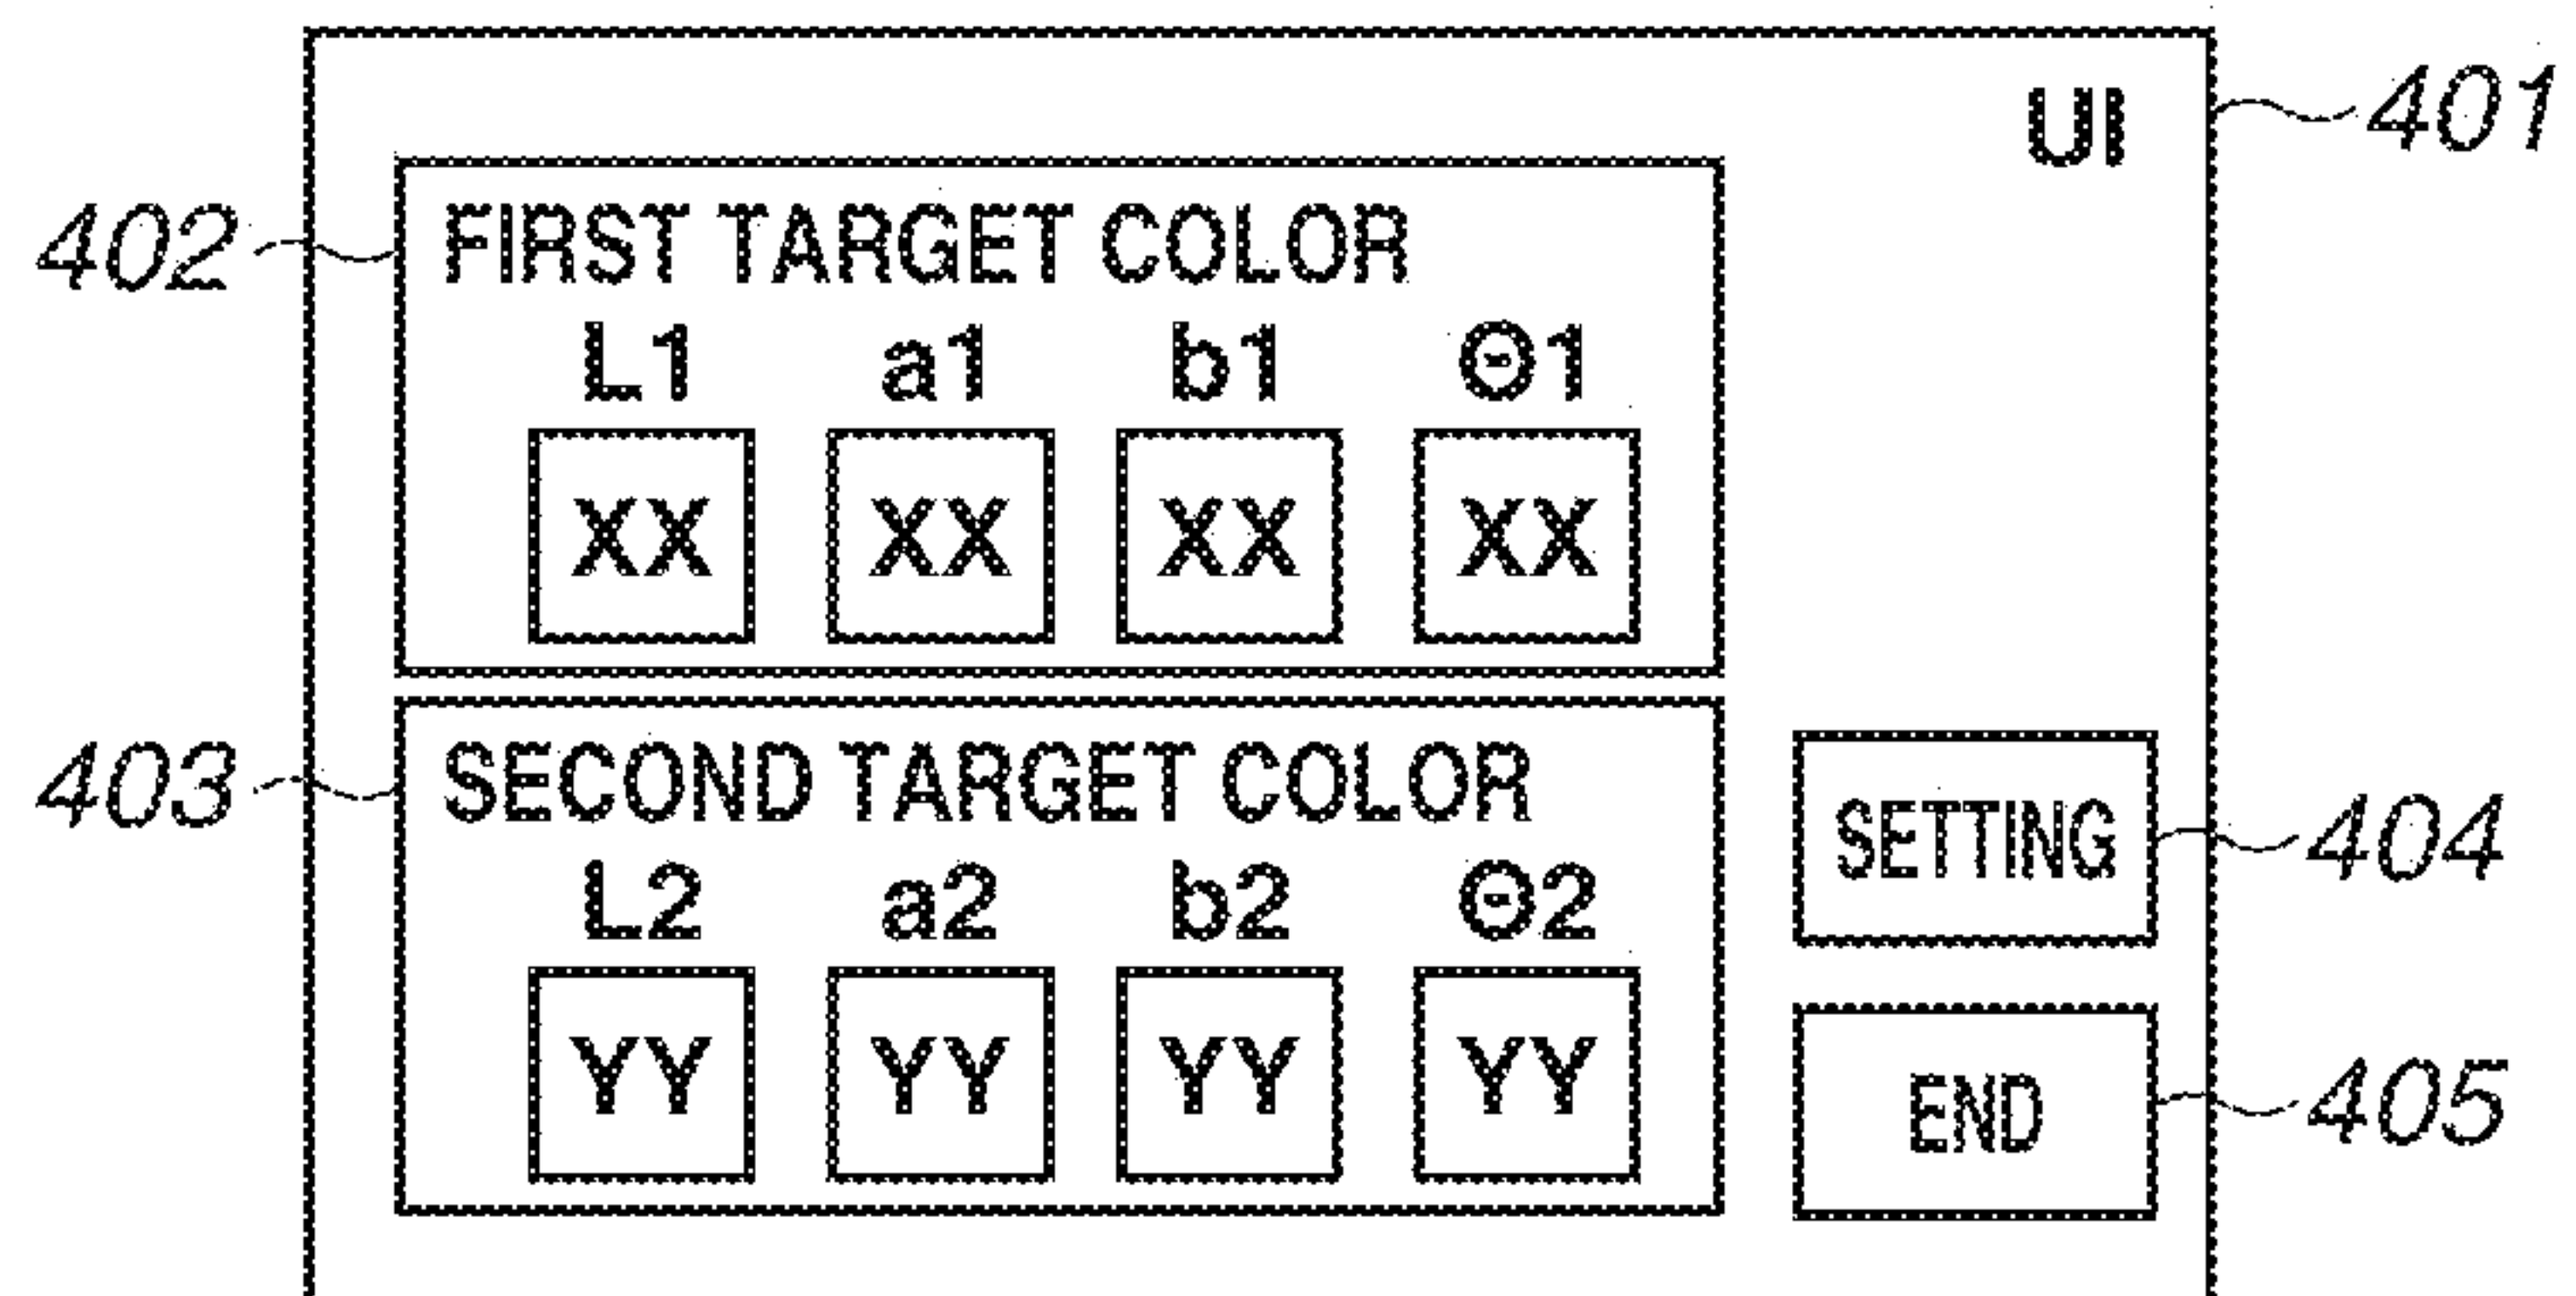 UI
401
402
FIRST TARGET COLOR
L1 a1 b1 Θ1
XX XX XX XX
403
SECOND TARGET COLOR
L2 a2 b2 Θ2
YY YY YY YY
SETTING
404
END
405